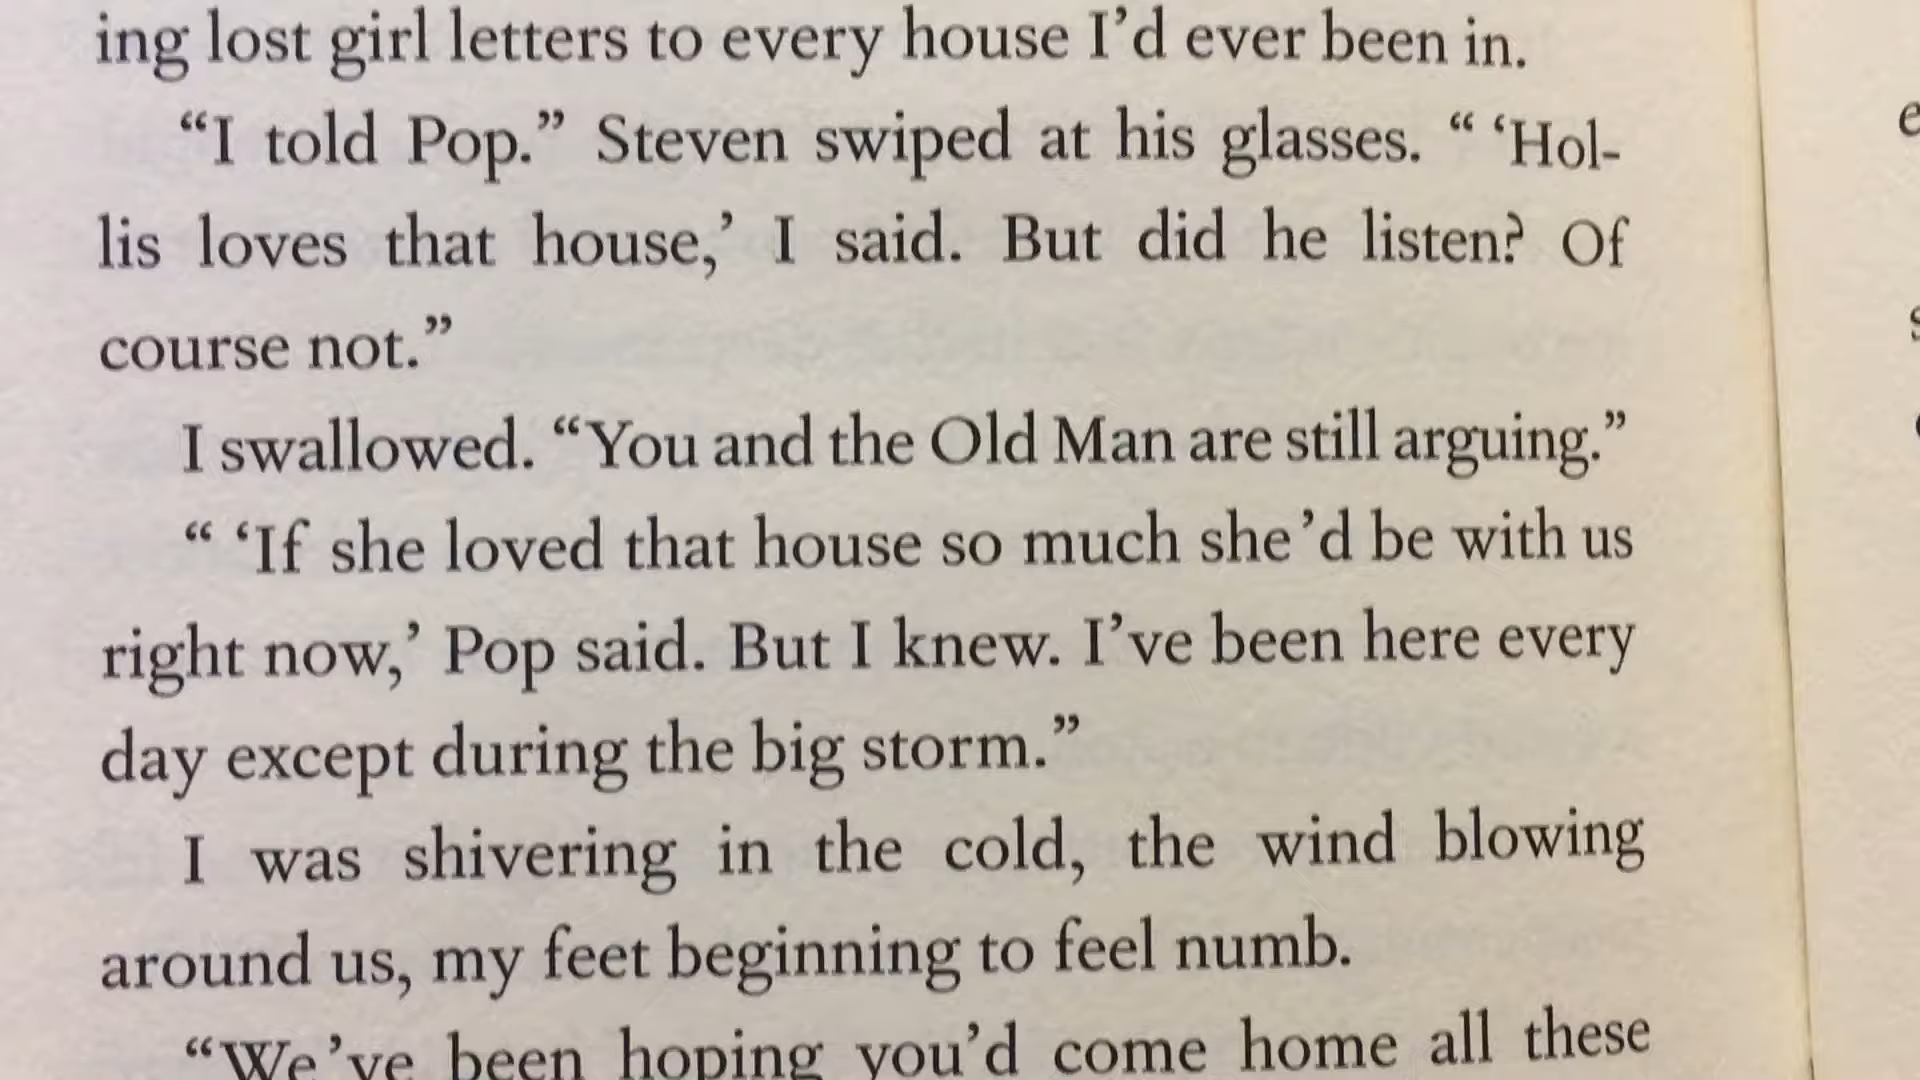 ing lost girl letters to every house I’d ever been in.
“I told Pop.” Steven swiped at his glasses. “ ‘Hol-
lis loves that house,’ I said. But did he listen? Of
course not.”
I swallowed. “You and the Old Man are still arguing.”
“ ‘If she loved that house so much she’d be with us
right now,’ Pop said. But I knew. I’ve been here every
day except during the big storm.”
I was shivering in the cold, the wind blowing
around us, my feet beginning to feel numb.
“We’ve been hoping you’d come home all these